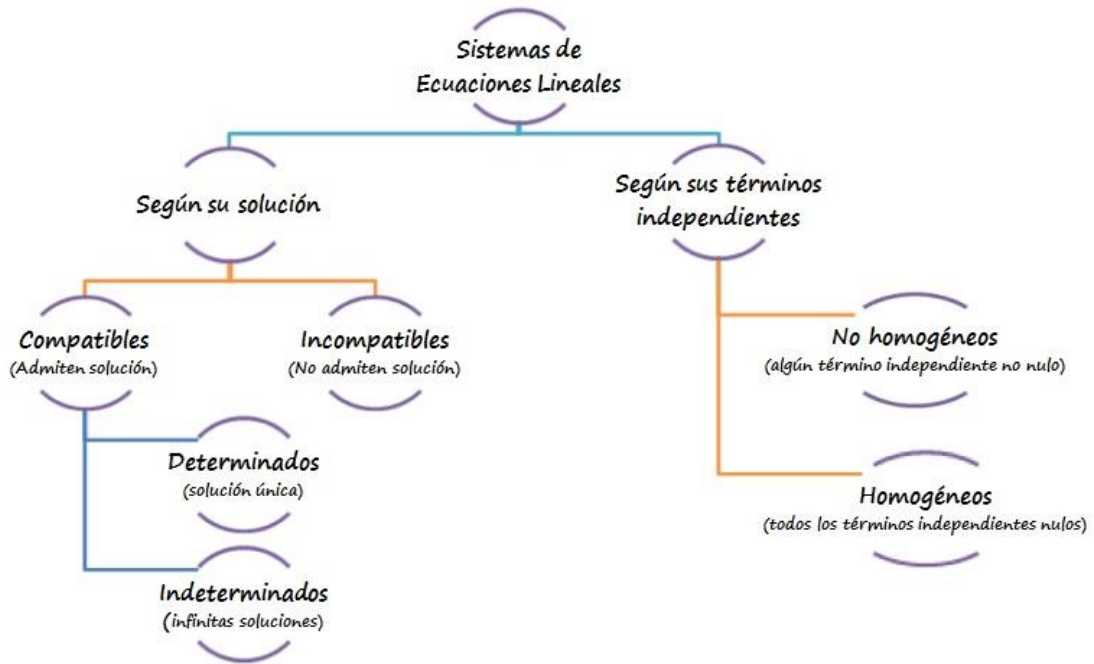 Sistemas de
Ecuaciones Lineales
Según su solución
Según sus términos
independientes
Compatibles
(Admiten solución)
Incompatibles
(No admiten solución)
No homogéneos
(algún término independiente no nulo)
Determinados
(solución única)
Homogéneos
(todos los términos independientes nulos)
Indeterminados
(infinitas soluciones)